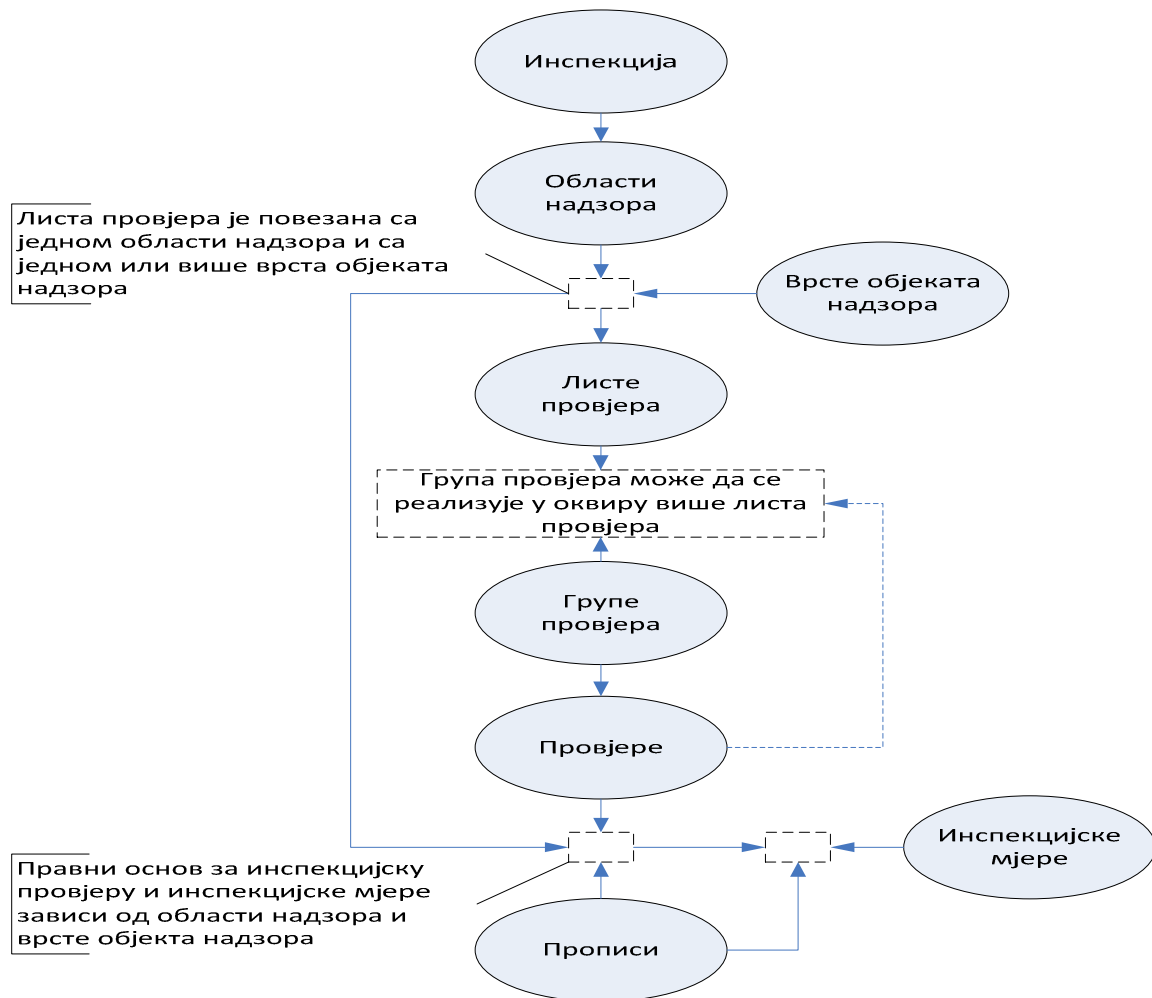 Инспекција
Области
надзора
Листа провјера је повезана са
једном области надзора и са
једном или више врста објеката
надзора
Врсте објеката
надзора
Листе
провјера
Група провјера може да се
реализује у оквиру више листа
провјера
Групе
провјера
Провјере
Инспекцијске
мјере
Правни основ за инспекцијску
провјеру и инспекцијске мјере
зависи од области надзора и
врсте објекта надзора
Прописи